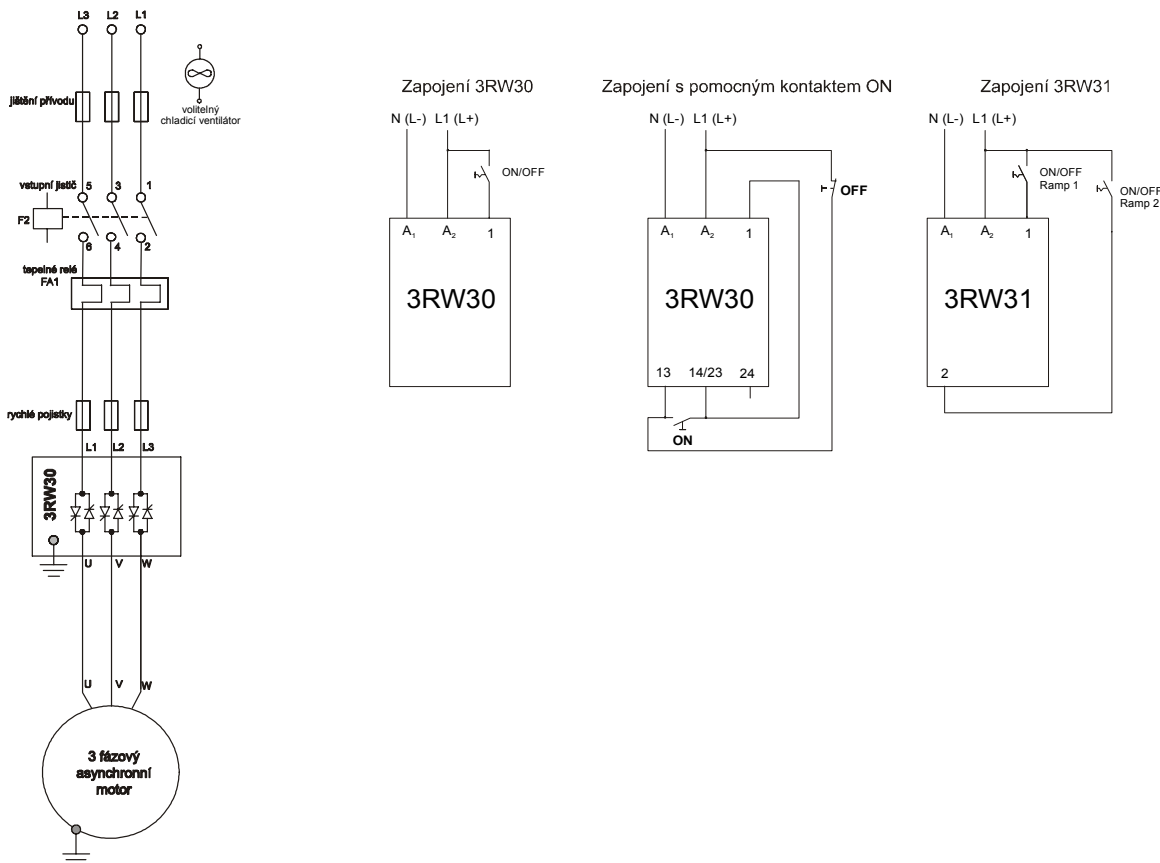 L3 L2 L1
jištění přívodu
volitelný
chladicí ventilátor
vstupní jistič
5 3 1
F2
6 4 2
tepelné relé
FA1
rychlé pojistky
L1 L2 L3
3RW30
U V W
U V W
3 fázový
asynchronní
motor
Zapojení 3RW30
N (L-) L1 (L+)
ON/OFF
A₁ A₂ 1
3RW30
Zapojení s pomocným kontaktem ON
N (L-) L1 (L+)
OFF
A₁ A₂ 1
3RW30
13 14/23 24
ON
Zapojení 3RW31
N (L-) L1 (L+)
ON/OFF
Ramp 1
ON/OFF
Ramp 2
A₁ A₂ 1
3RW31
2